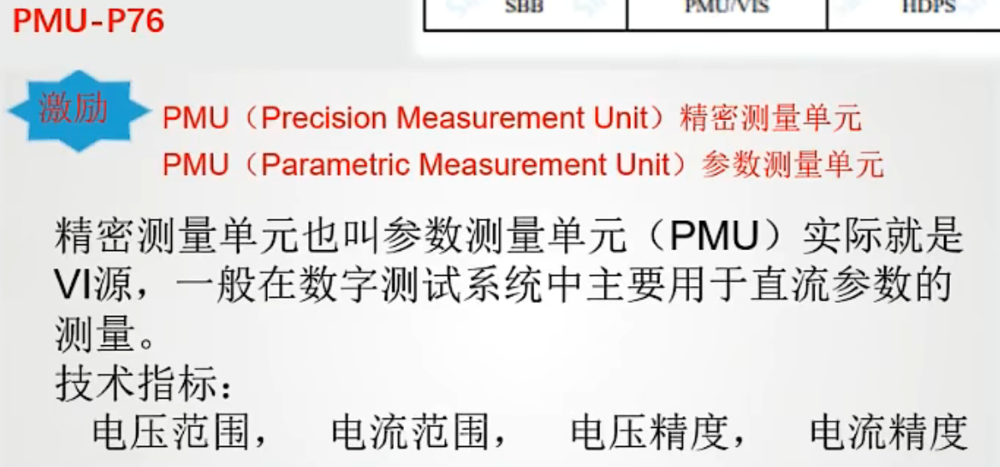 PMU-P76
SBB PMU/VIS HDPS
激励
PMU（Precision Measurement Unit）精密测量单元
PMU（Parametric Measurement Unit）参数测量单元
精密测量单元也叫参数测量单元（PMU）实际就是
VI源，一般在数字测试系统中主要用于直流参数的
测量。
技术指标：
电压范围， 电流范围， 电压精度， 电流精度